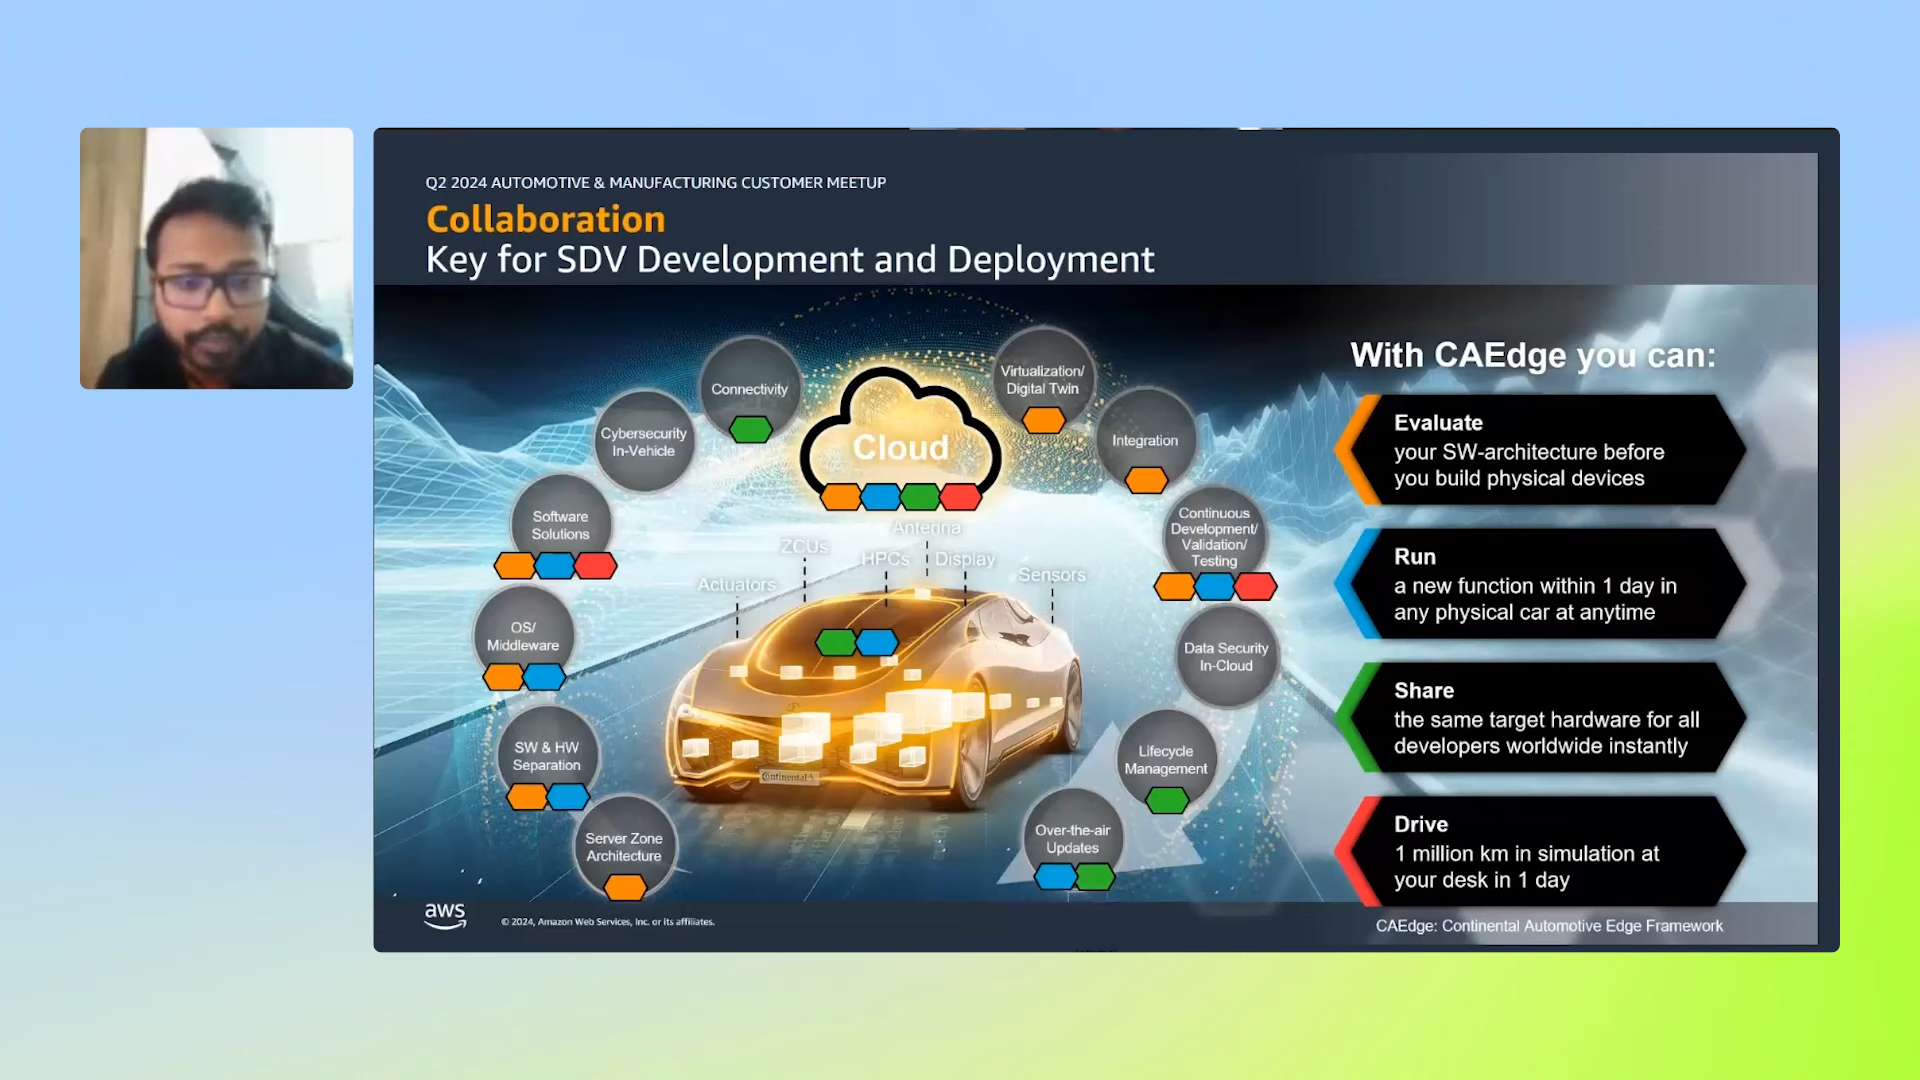 Q2 2024 AUTOMOTIVE & MANUFACTURING CUSTOMER MEETUP
Collaboration
Key for SDV Development and Deployment
Connectivity
Cybersecurity
In-Vehicle
Software
Solutions
OS/
Middleware
SW & HW
Separation
Server Zone
Architecture
Cloud
Antenna
ZCUs
HPCs
Display
Actuators
Sensors
Continental
Virtualization/
Digital Twin
Integration
Continuous
Development/
Validation/
Testing
Data Security
In-Cloud
Lifecycle
Management
Over-the-air
Updates
With CAEdge you can:
Evaluate
your SW-architecture before
you build physical devices
Run
a new function within 1 day in
any physical car at anytime
Share
the same target hardware for all
developers worldwide instantly
Drive
1 million km in simulation at
your desk in 1 day
aws
© 2024, Amazon Web Services, Inc. or its affiliates.
CAEdge: Continental Automotive Edge Framework